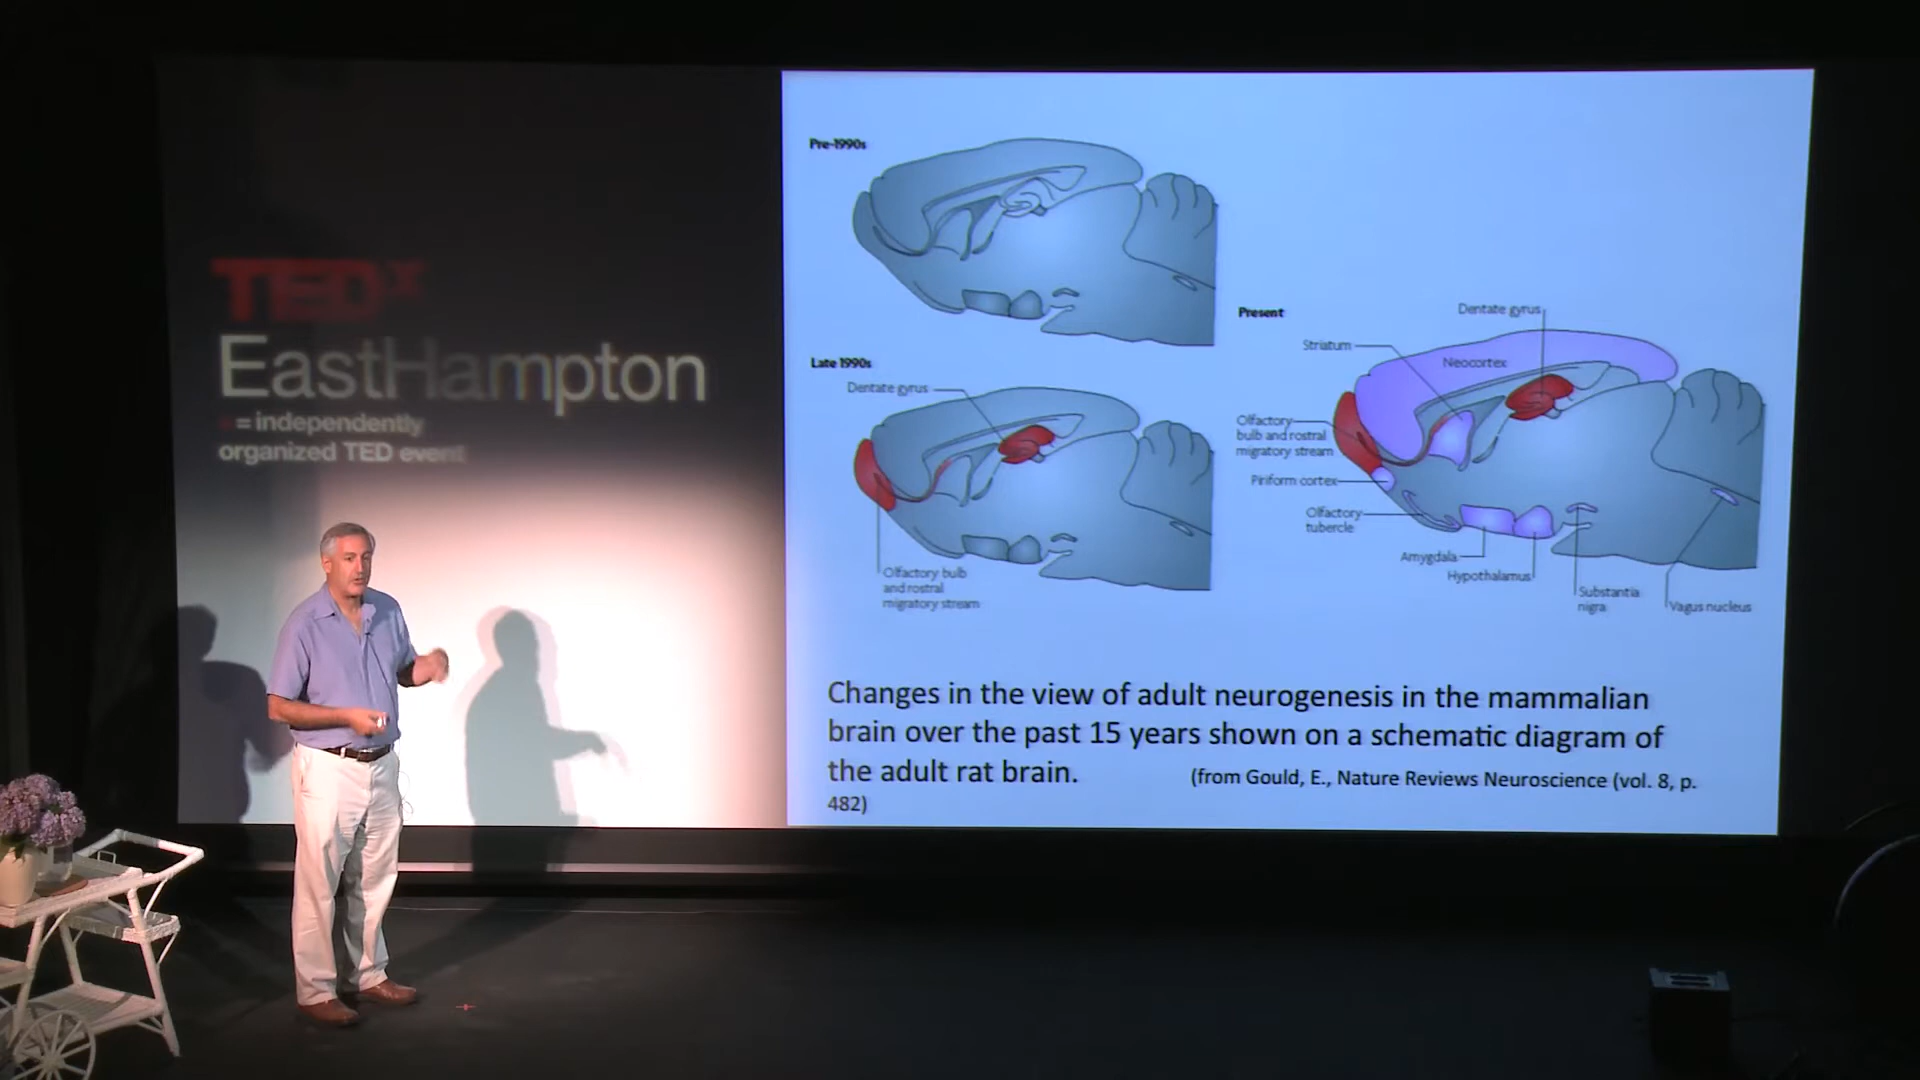 TEDx
EastHampton
x = independently
organized TED event
Pre-1990s
Late 1990s
Dentate gyrus
Olfactory bulb
and rostral
migratory stream
Present
Dentate gyrus
Striatum
Neocortex
Olfactory
bulb and rostral
migratory stream
Piriform cortex
Olfactory
tubercle
Amygdala
Hypothalamus
Substantia
nigra
Vagus nucleus
Changes in the view of adult neurogenesis in the mammalian
brain over the past 15 years shown on a schematic diagram of
the adult rat brain. (from Gould, E., Nature Reviews Neuroscience (vol. 8, p.
482)